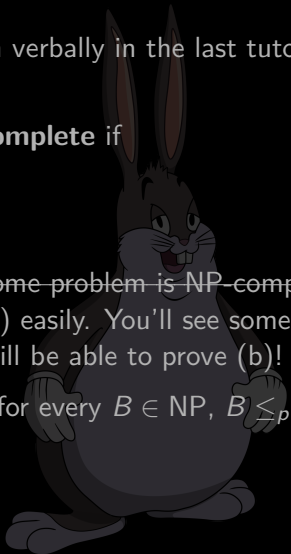 verbally in the last tuto
omplete if
ome problem is NP-comp
) easily. You'll see some
ill be able to prove (b)!
for every B ∈ NP, B ≤p